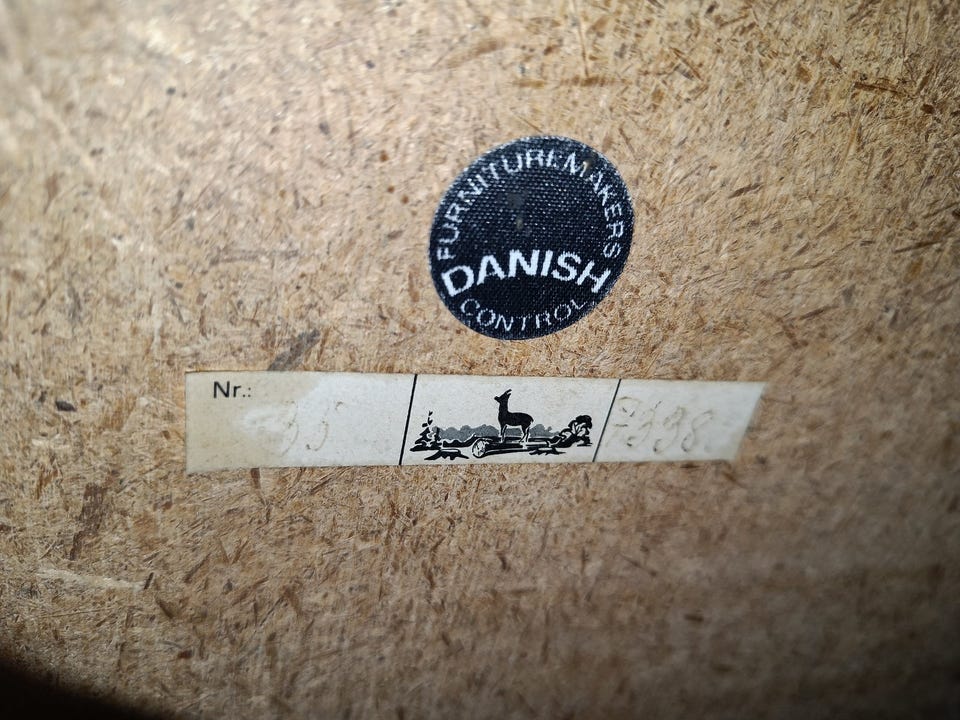 FURNITUREMAKERS
DANISH
CONTROL
Nr.: